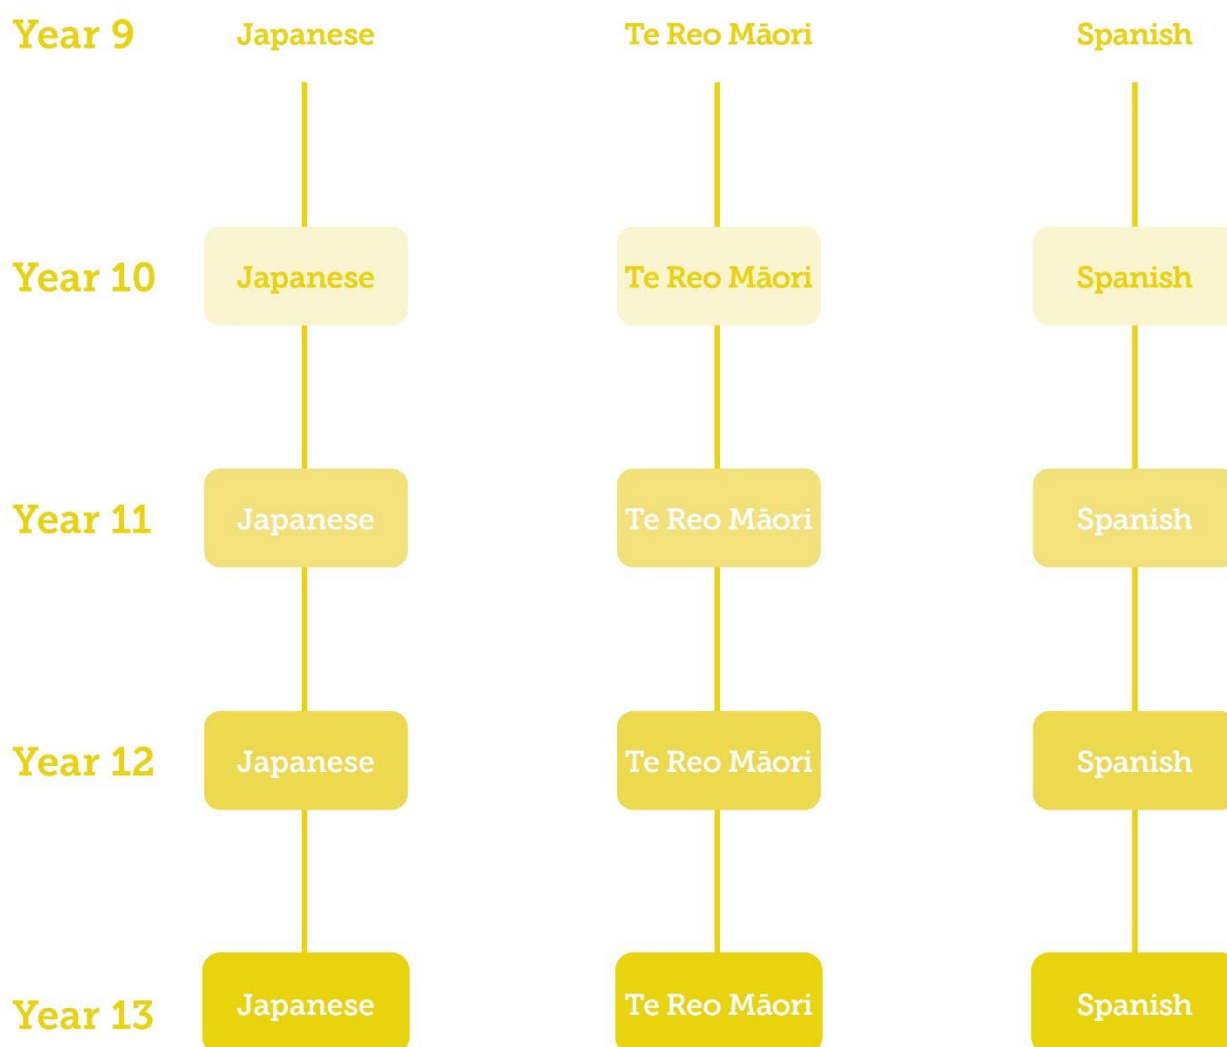 Year 9 Japanese Te Reo Māori Spanish
Year 10 Japanese Te Reo Māori Spanish
Year 11 Japanese Te Reo Māori Spanish
Year 12 Japanese Te Reo Māori Spanish
Year 13 Japanese Te Reo Māori Spanish